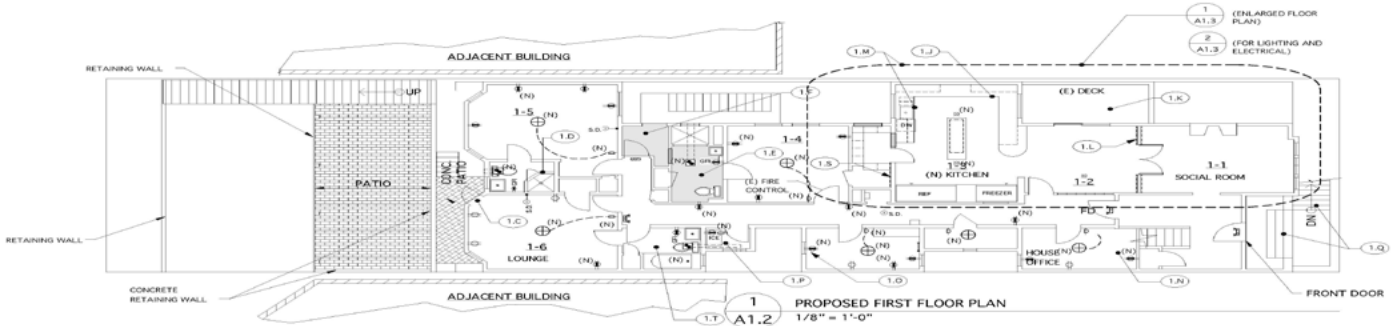 1
A1.3
(ENLARGED FLOOR
PLAN)
2
A1.3
(FOR LIGHTING AND
ELECTRICAL)
ADJACENT BUILDING
RETAINING WALL
1.M
1.J
UP
(N)
1-5
(N)
S.D.
1.D
(N)
(E) DECK
1.K
DN
(N)
1-4
(N)
1.E
1.S
1.L
1-1
SOCIAL ROOM
(N)
(N) KITCHEN
1-2
REF
FREEZER
(E) FIRE
CONTROL
CONC.
PATIO
PATIO
1.C
(N)
1-6
LOUNGE
(N)
(N)
S.D.
(N)
ICE
(N)
(N)
HOUSE
OFFICE
(N)
DN
1.Q
RETAINING WALL
CONCRETE
RETAINING WALL
1.P
1.O
1.N
FRONT DOOR
ADJACENT BUILDING
1.T
1
A1.2
PROPOSED FIRST FLOOR PLAN
1/8" = 1'-0"